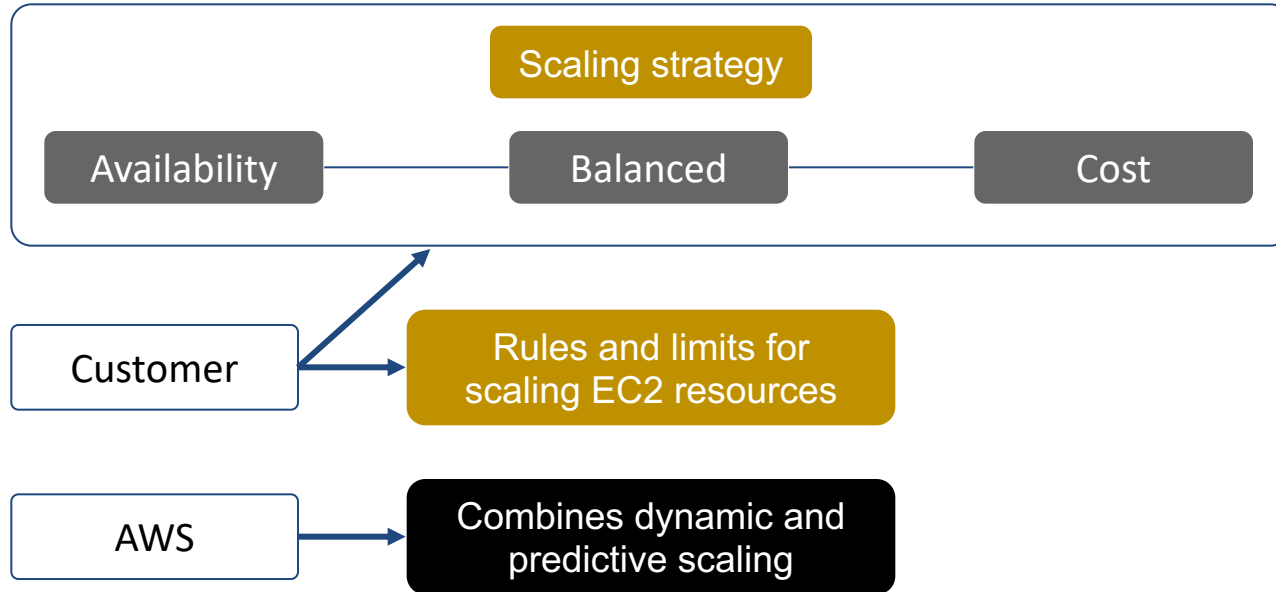 Scaling strategy
Availability
Balanced
Cost
Customer
Rules and limits for
scaling EC2 resources
AWS
Combines dynamic and
predictive scaling